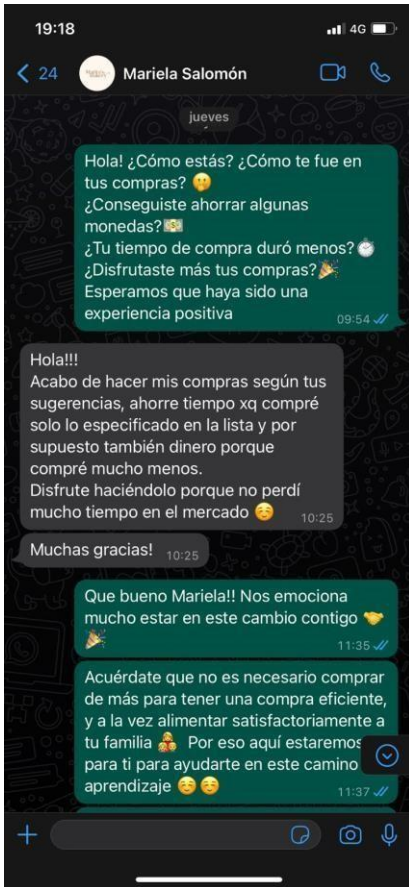 19:18
4G
24
Mariela Salomón
jueves
Hola! ¿Cómo estás? ¿Cómo te fue en
tus compras? 🤫
¿Conseguiste ahorrar algunas
monedas?💵
¿Tu tiempo de compra duró menos?⏱️
¿Disfrutaste más tus compras?🎉
Esperamos que haya sido una
experiencia positiva
09:54
Hola!!!
Acabo de hacer mis compras según tus
sugerencias, ahorre tiempo xq compré
solo lo especificado en la lista y por
supuesto también dinero porque
compré mucho menos.
Disfrute haciéndolo porque no perdí
mucho tiempo en el mercado ☺️
10:25
Muchas gracias! 10:25
Que bueno Mariela!! Nos emociona
mucho estar en este cambio contigo 🤝
🎉
11:35
Acuérdate que no es necesario comprar
de más para tener una compra eficiente,
y a la vez alimentar satisfactoriamente a
tu familia 👨‍👩‍👧 Por eso aquí estaremos
para ti para ayudarte en este camino
aprendizaje ☺️☺️
11:37